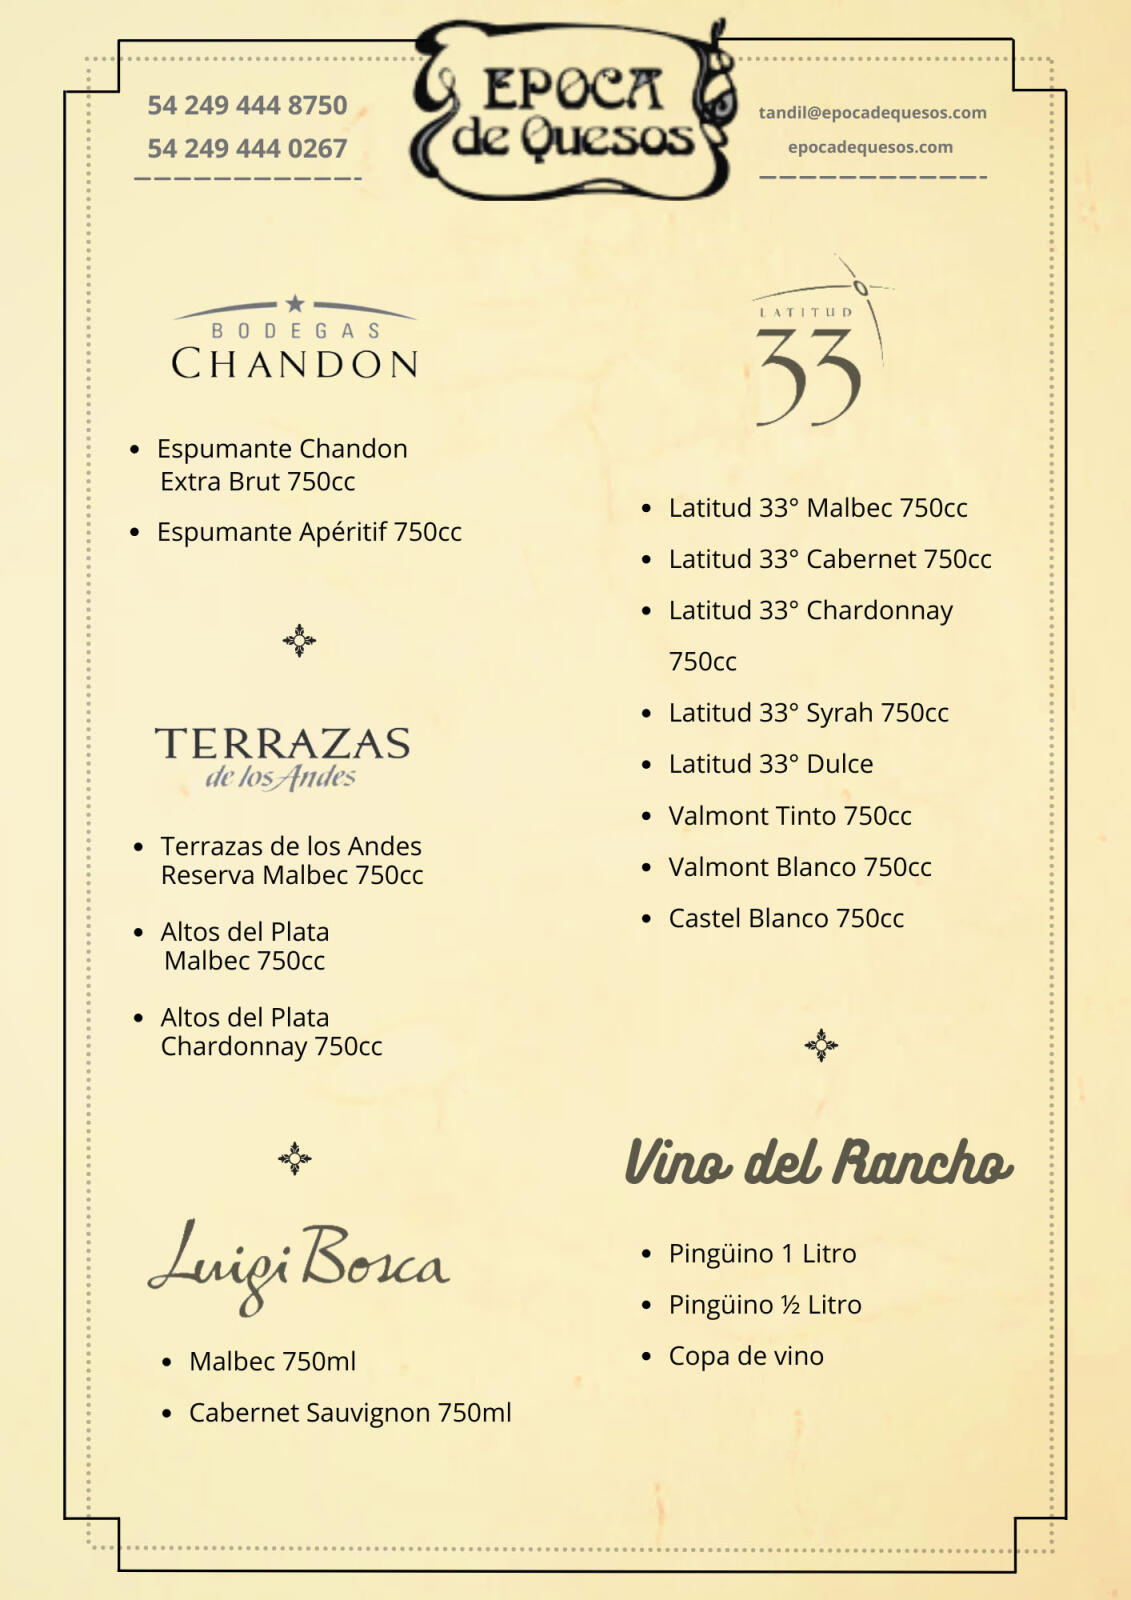 54 249 444 8750
54 249 444 0267
EPOCA
de Quesos
tandil@epocadequesos.com
epocadequesos.com
BODEGAS
CHANDON
• Espumante Chandon
Extra Brut 750cc
• Espumante Apéritif 750cc
TERRAZAS
de los Andes
• Terrazas de los Andes
Reserva Malbec 750cc
• Altos del Plata
Malbec 750cc
• Altos del Plata
Chardonnay 750cc
Luigi Bosca
• Malbec 750ml
• Cabernet Sauvignon 750ml
LATITUD
33
• Latitud 33° Malbec 750cc
• Latitud 33° Cabernet 750cc
• Latitud 33° Chardonnay
750cc
• Latitud 33° Syrah 750cc
• Latitud 33° Dulce
• Valmont Tinto 750cc
• Valmont Blanco 750cc
• Castel Blanco 750cc
Vino del Rancho
• Pingüino 1 Litro
• Pingüino ½ Litro
• Copa de vino